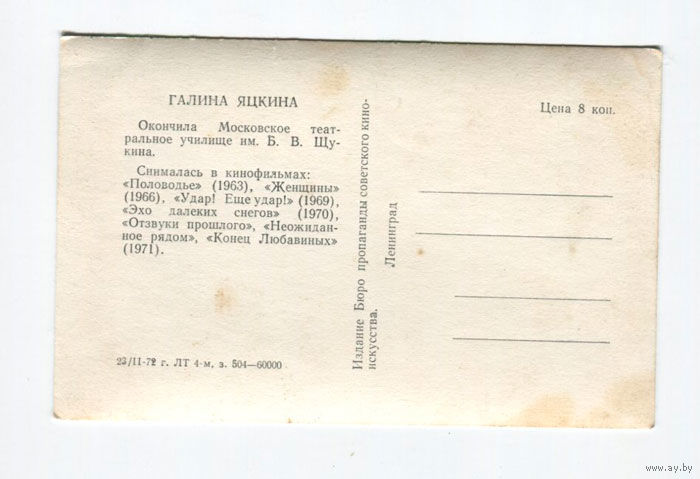 ГАЛИНА ЯЦКИНА
Окончила Московское теат-
ральное училище им. Б. В. Щу-
кина.
Снималась в кинофильмах:
«Половодье» (1963), «Женщины»
(1966), «Удар! Еще удар!» (1969),
«Эхо далеких снегов» (1970),
«Отзвуки прошлого», «Неожидан-
ное рядом», «Конец Любавиных»
(1971).
23/II-72 г. ЛТ 4-м, з. 504—60000
Издание Бюро пропаганды советского кино-
искусства.
Ленинград
Цена 8 коп.
www.ay.by